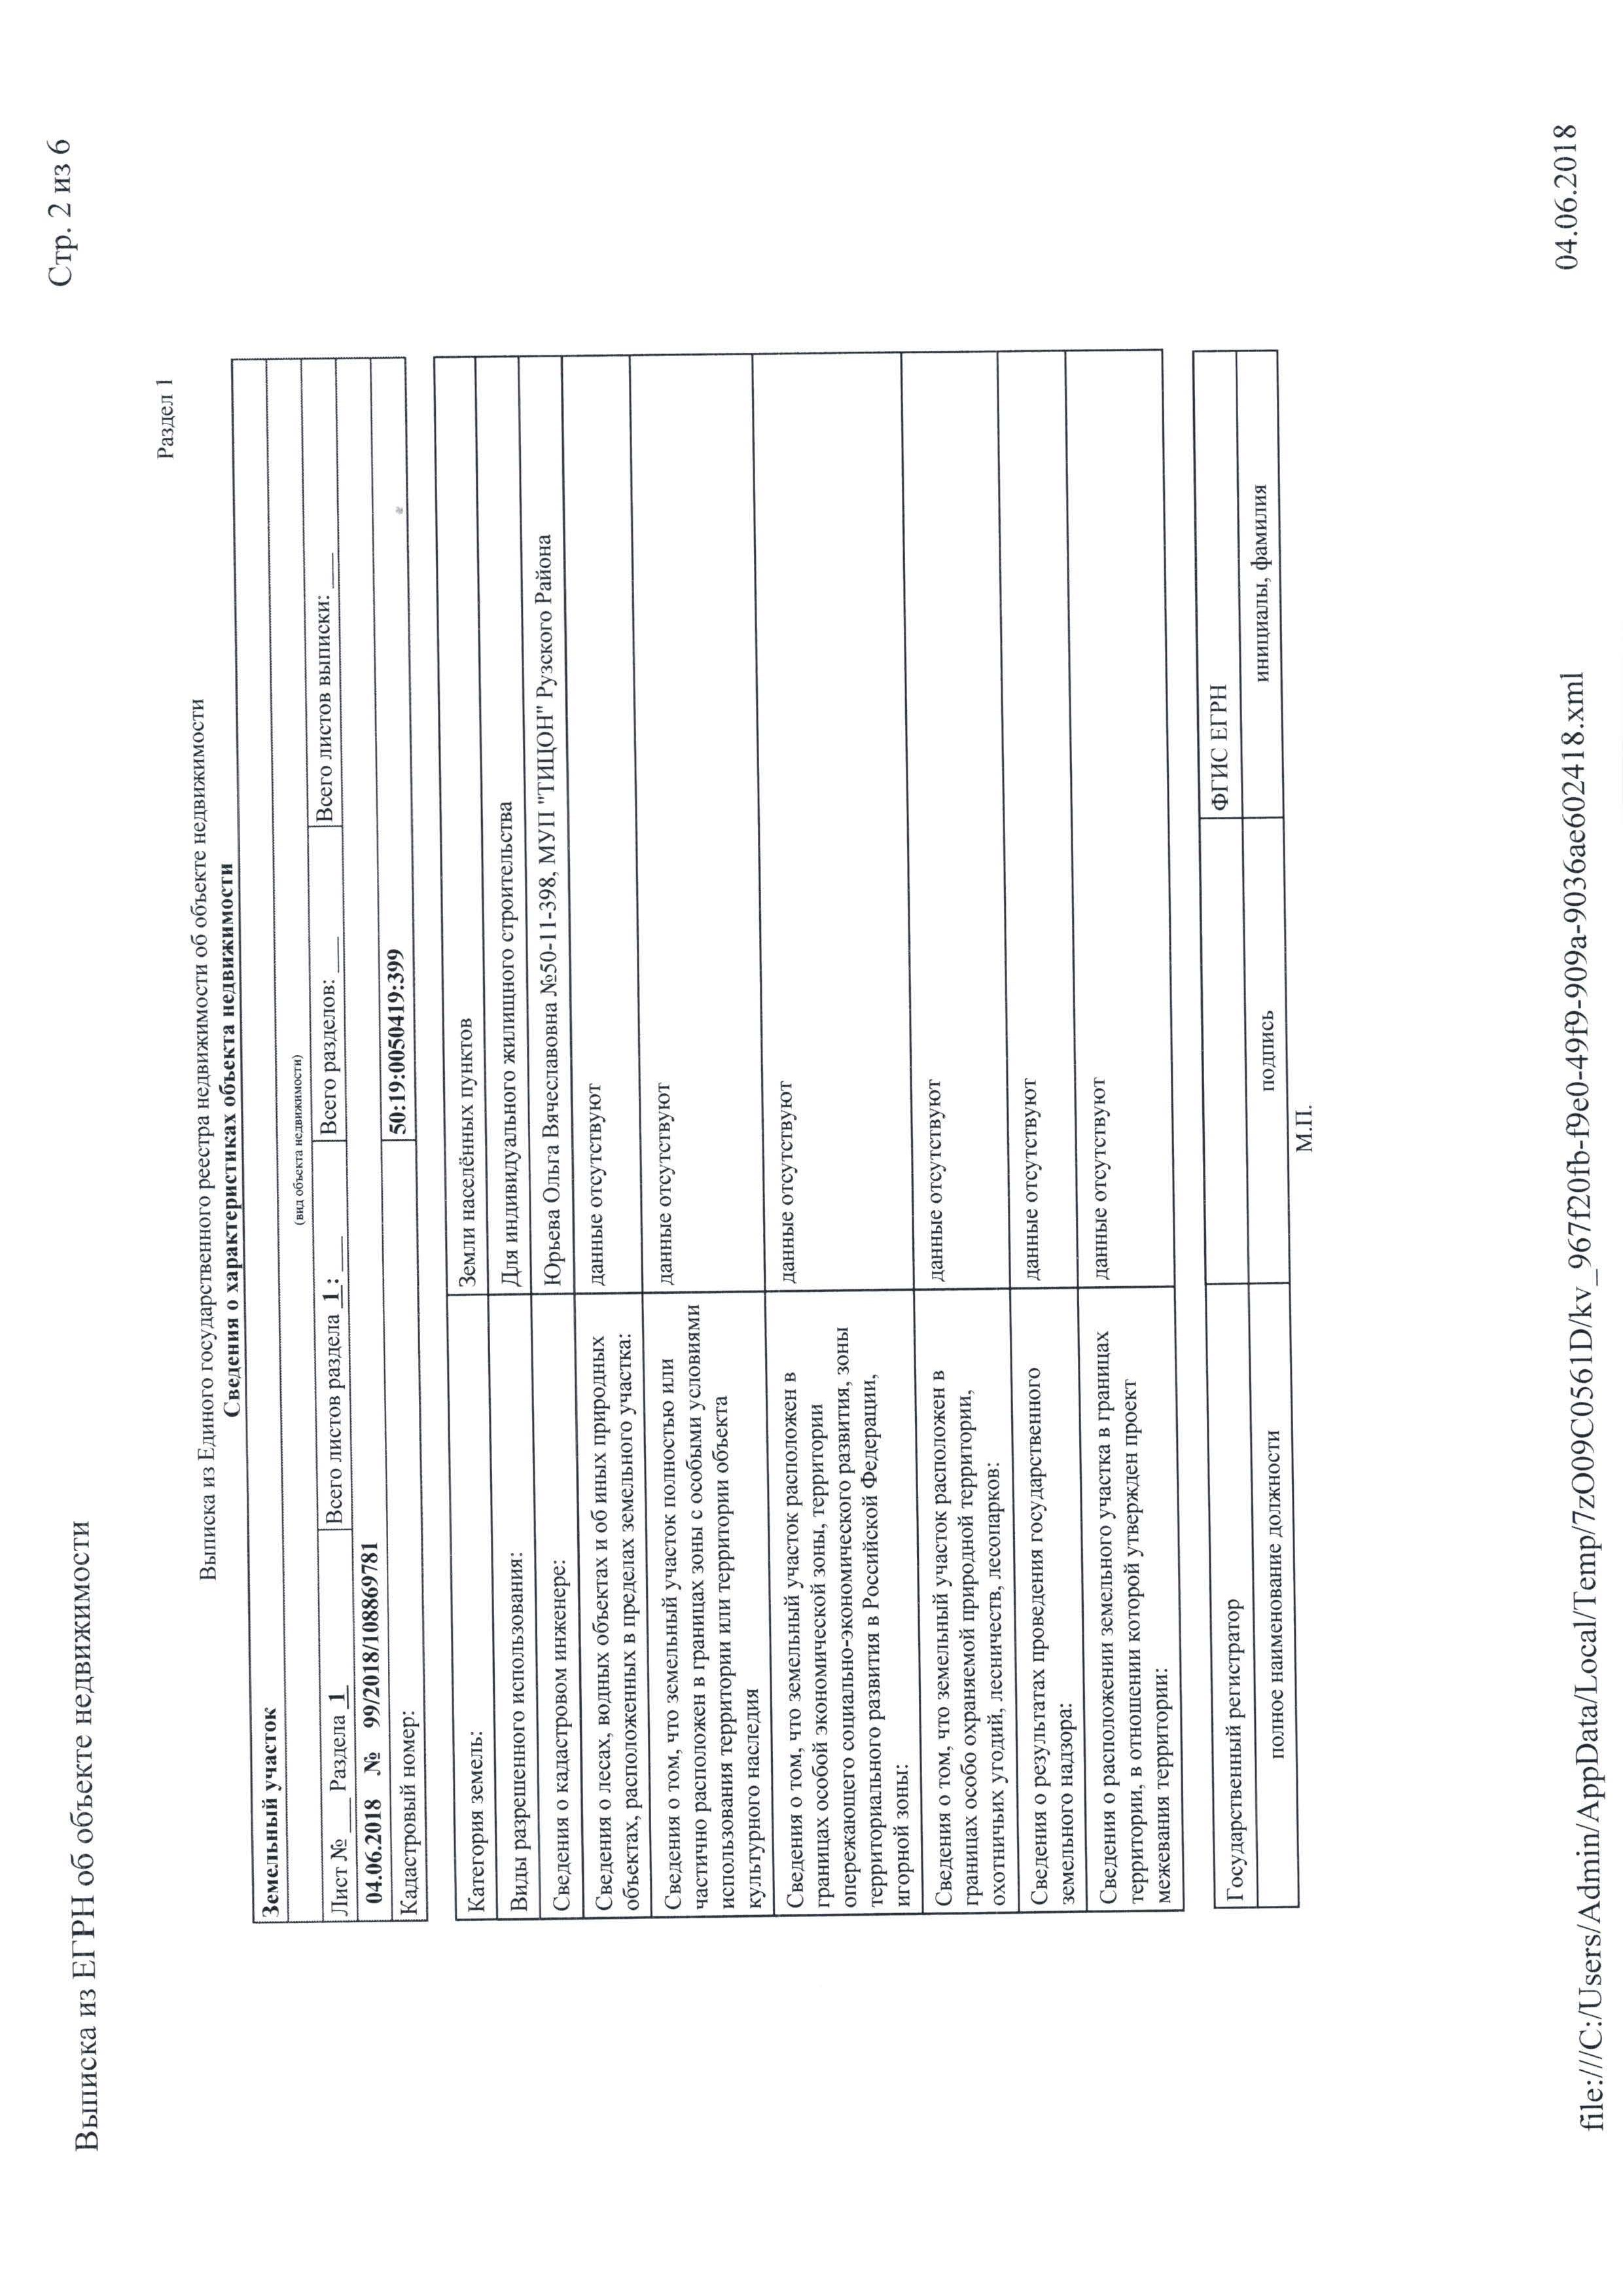 Выписка из ЕГРН об объекте недвижимости
Стр. 2 из 6
Раздел 1
Выписка из Единого государственного реестра недвижимости об объекте недвижимости
Сведения о характеристиках объекта недвижимости
Земельный участок
(вид объекта недвижимости)
Лист № ___ Раздела 1
Всего листов раздела 1 : ___
Всего разделов: ___
Всего листов выписки: ___
04.06.2018 № 99/2018/108869781
Кадастровый номер:
50:19:0050419:399
Категория земель:
Земли населённых пунктов
Виды разрешенного использования:
Для индивидуального жилищного строительства
Сведения о кадастровом инженере:
Юрьева Ольга Вячеславовна №50-11-398, МУП "ТИЦОН" Рузского Района
Сведения о лесах, водных объектах и об иных природных
объектах, расположенных в пределах земельного участка:
данные отсутствуют
Сведения о том, что земельный участок полностью или
частично расположен в границах зоны с особыми условиями
использования территории или территории объекта
культурного наследия
данные отсутствуют
Сведения о том, что земельный участок расположен в
границах особой экономической зоны, территории
опережающего социально-экономического развития, зоны
территориального развития в Российской Федерации,
игорной зоны:
данные отсутствуют
Сведения о том, что земельный участок расположен в
границах особо охраняемой природной территории,
охотничьих угодий, лесничеств, лесопарков:
данные отсутствуют
Сведения о результатах проведения государственного
земельного надзора:
данные отсутствуют
Сведения о расположении земельного участка в границах
территории, в отношении которой утвержден проект
межевания территории:
данные отсутствуют
Государственный регистратор
ФГИС ЕГРН
полное наименование должности
подпись
инициалы, фамилия
М.П.
file:///C:/Users/Admin/AppData/Local/Temp/7zO09C0561D/kv_967f20fb-f9e0-49f9-909a-9036ae602418.xml
04.06.2018